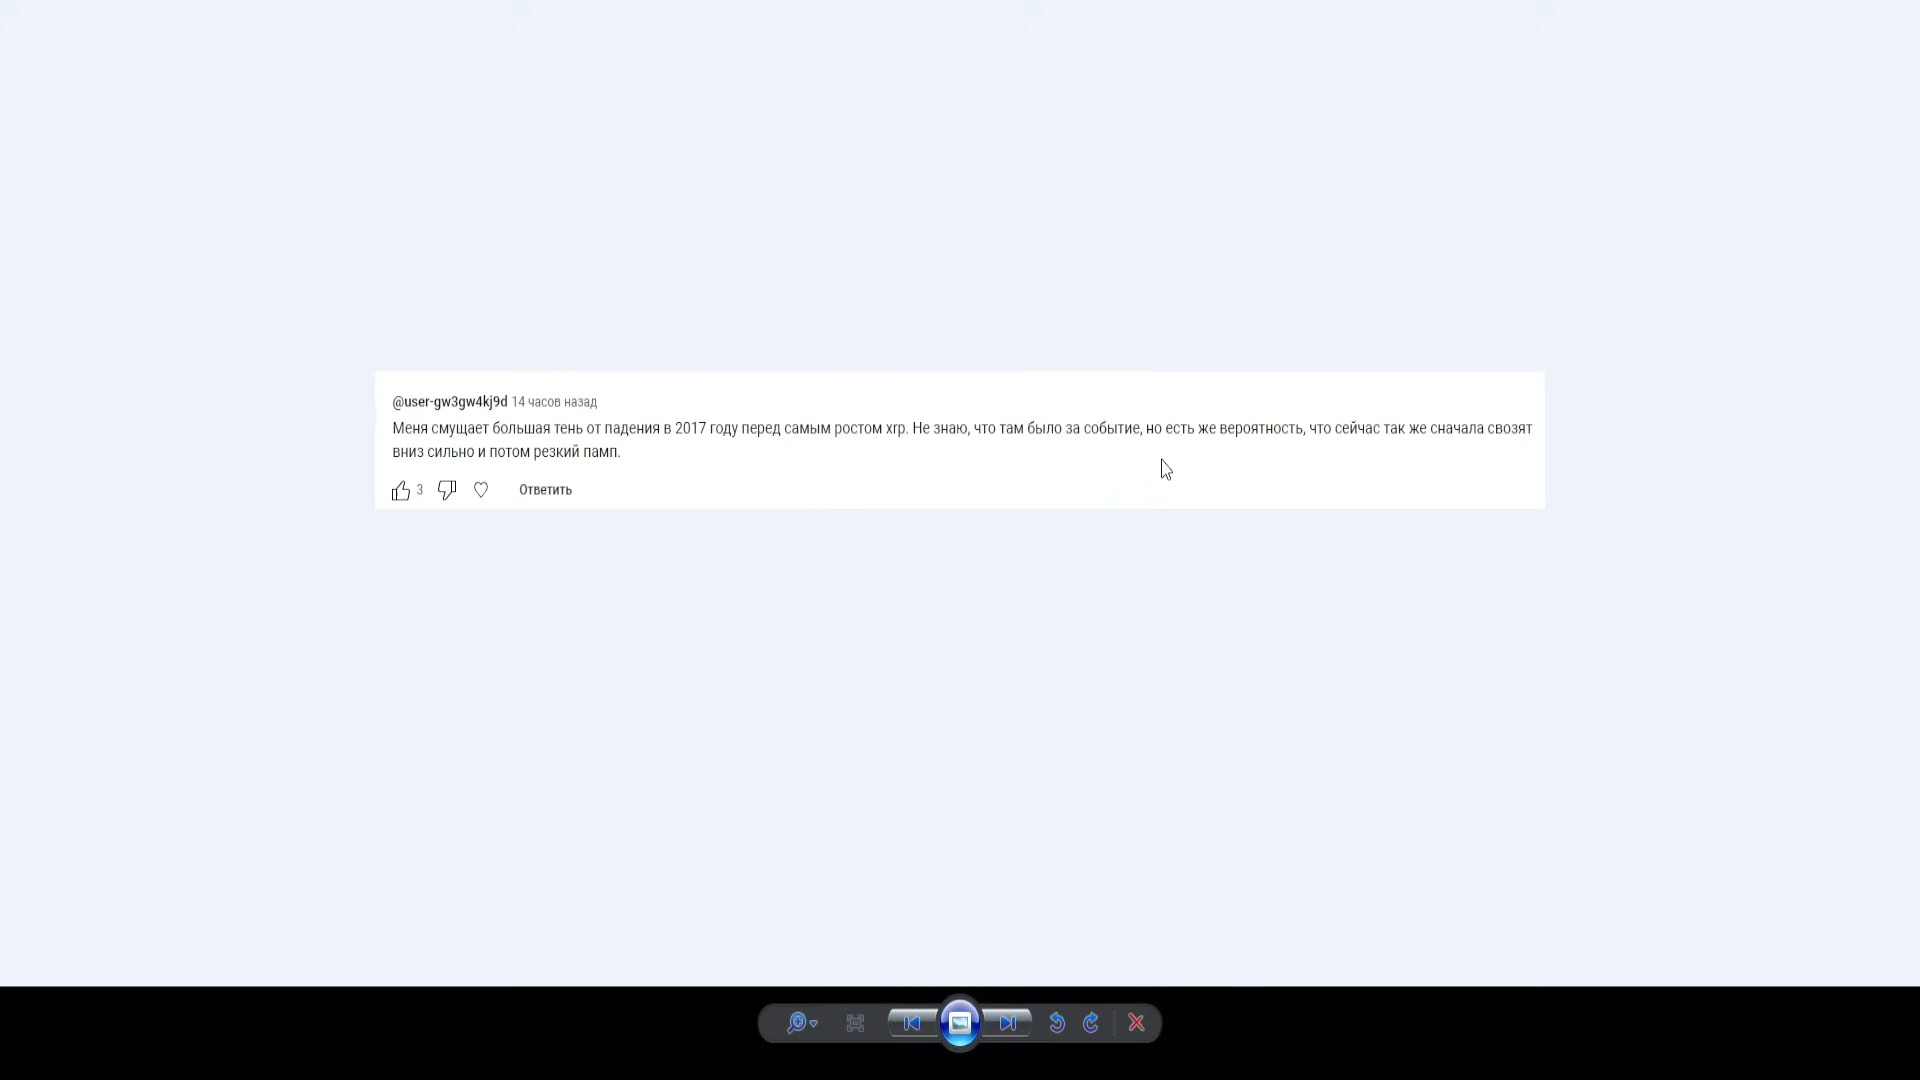 @user-gw3gw4kj9d 14 часов назад
Меня смущает большая тень от падения в 2017 году перед самым ростом xrp. Не знаю, что там было за событие, но есть же вероятность, что сейчас так же сначала свозят
вниз сильно и потом резкий памп.
3 Ответить